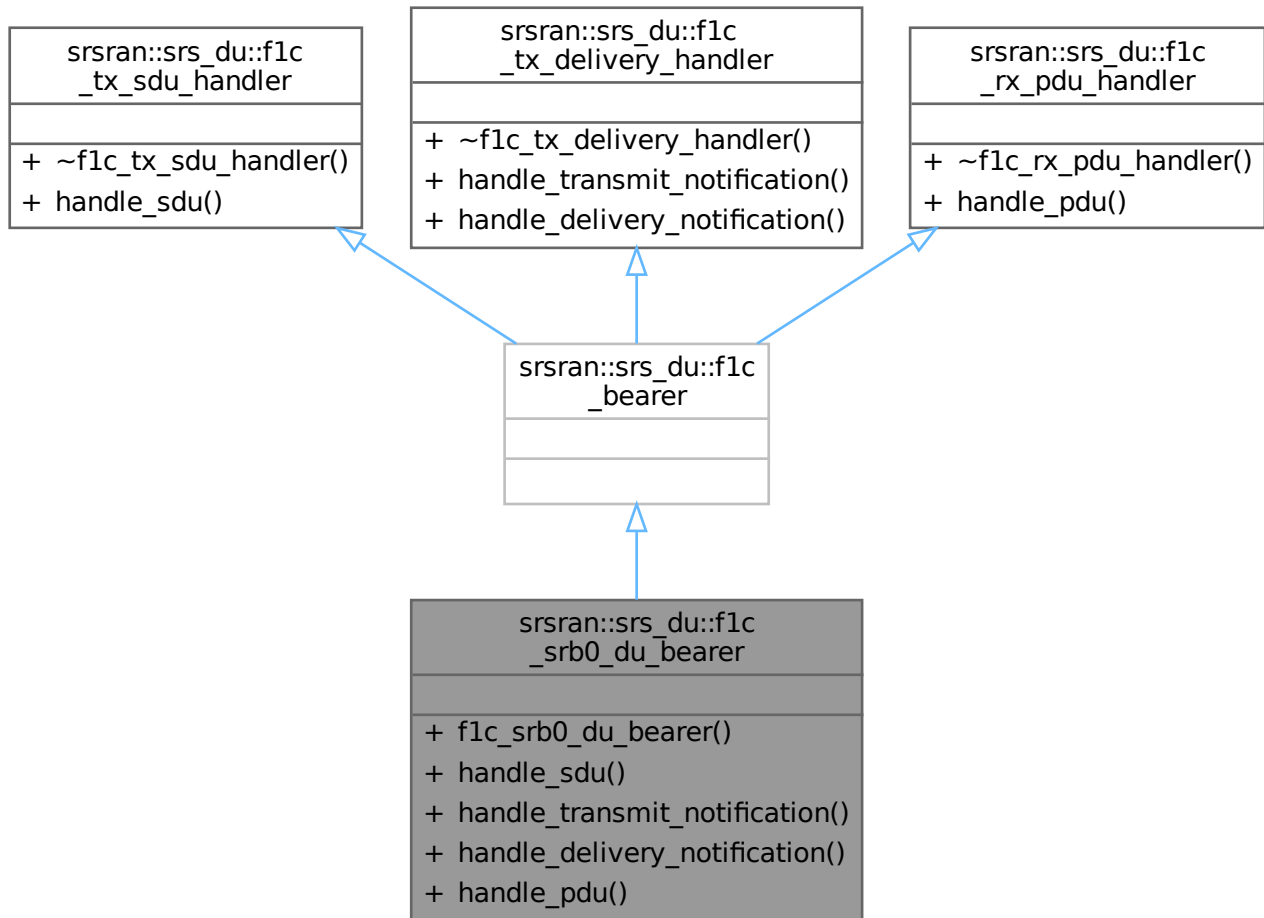 srsran::srs_du::f1c
_tx_sdu_handler
+ ~f1c_tx_sdu_handler()
+ handle_sdu()
srsran::srs_du::f1c
_tx_delivery_handler
+ ~f1c_tx_delivery_handler()
+ handle_transmit_notification()
+ handle_delivery_notification()
srsran::srs_du::f1c
_rx_pdu_handler
+ ~f1c_rx_pdu_handler()
+ handle_pdu()
srsran::srs_du::f1c
_bearer
srsran::srs_du::f1c
_srb0_du_bearer
+ f1c_srb0_du_bearer()
+ handle_sdu()
+ handle_transmit_notification()
+ handle_delivery_notification()
+ handle_pdu()